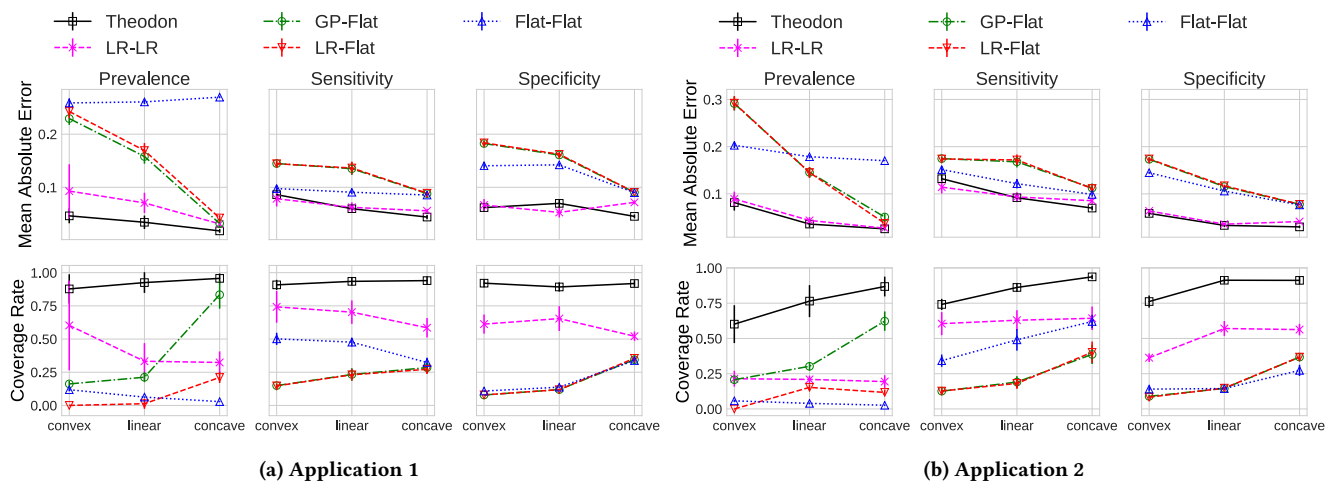 Theodon GP-Flat Flat-Flat
LR-LR LR-Flat
Prevalence Sensitivity Specificity
Mean Absolute Error
0.2
0.1
Coverage Rate
1.00
0.75
0.50
0.25
0.00
convex linear concave convex linear concave convex linear concave
(a) Application 1
Theodon GP-Flat Flat-Flat
LR-LR LR-Flat
Prevalence Sensitivity Specificity
Mean Absolute Error
0.3
0.2
0.1
Coverage Rate
1.00
0.75
0.50
0.25
0.00
convex linear concave convex linear concave convex linear concave
(b) Application 2